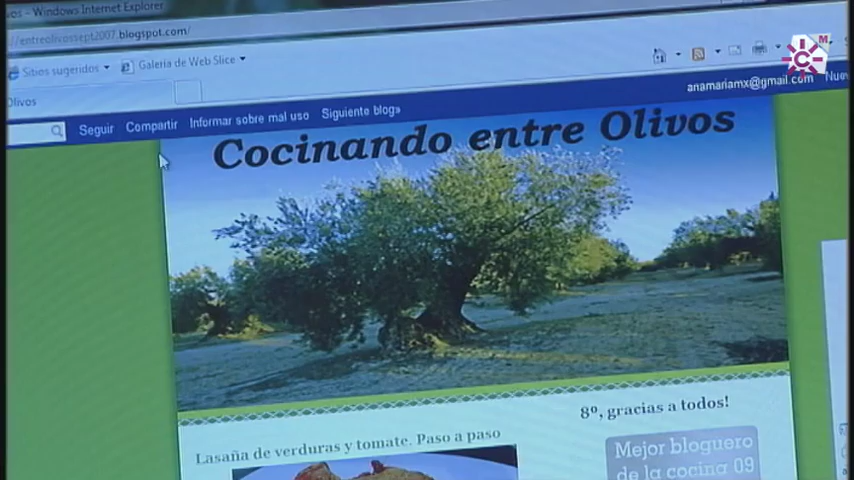 vos - Windows Internet Explorer
//entreolivossept2007.blogspot.com/
Sitios sugeridos
Galería de Web Slice
Olivos
M
C
anamariamx@gmail.com
Seguir Compartir Informar sobre mal uso Siguiente blog»
Cocinando entre Olivos
8º, gracias a todos!
Lasaña de verduras y tomate. Paso a paso
Mejor bloguero
de la cocina 09